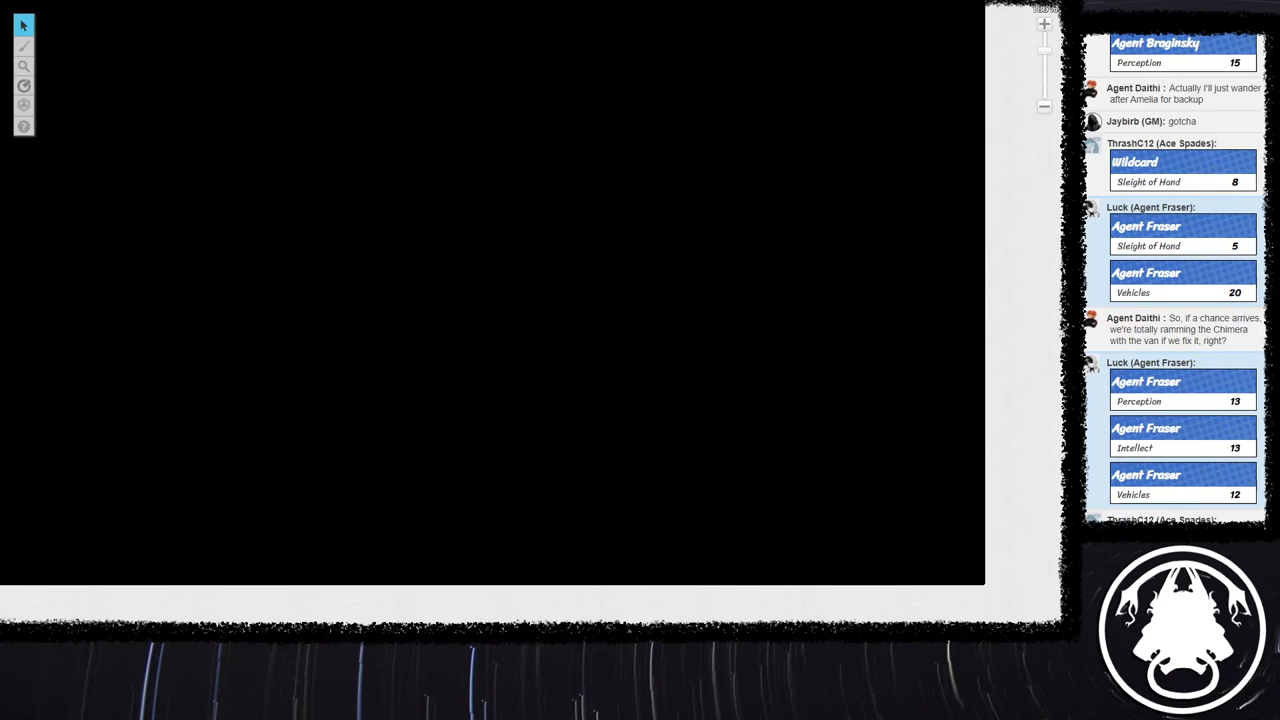 Agent Braginsky
Perception 15
Agent Daithi : Actually I'll just wander
after Amelia for backup
Jaybirb (GM): gotcha
ThrashC12 (Ace Spades):
Wildcard
Sleight of Hand 8
Luck (Agent Fraser):
Agent Fraser
Sleight of Hand 5
Agent Fraser
Vehicles 20
Agent Daithi : So, if a chance arrives,
we're totally ramming the Chimera
with the van if we fix it, right?
Luck (Agent Fraser):
Agent Fraser
Perception 13
Agent Fraser
Intellect 13
Agent Fraser
Vehicles 12
ThrashC12 (Ace Spades):